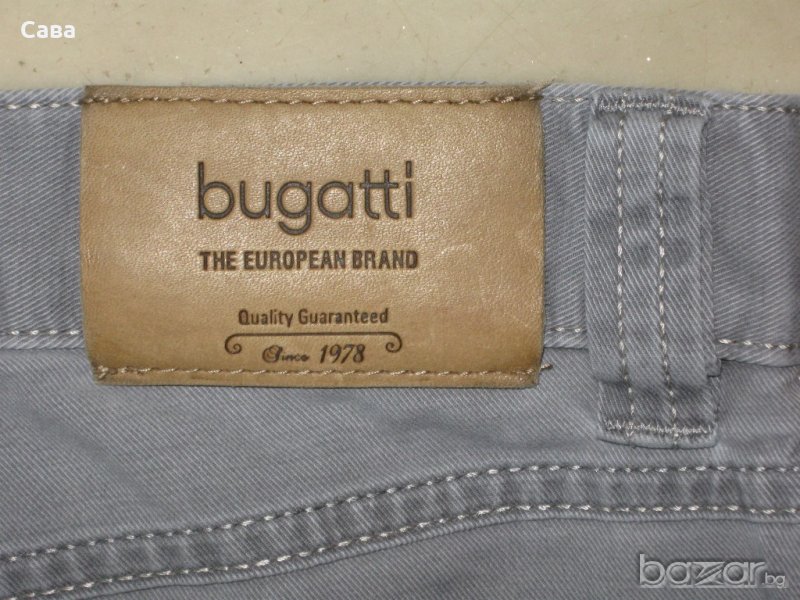 Сава
bugatti
THE EUROPEAN BRAND
Quality Guaranteed
Since 1978
bazar.bg